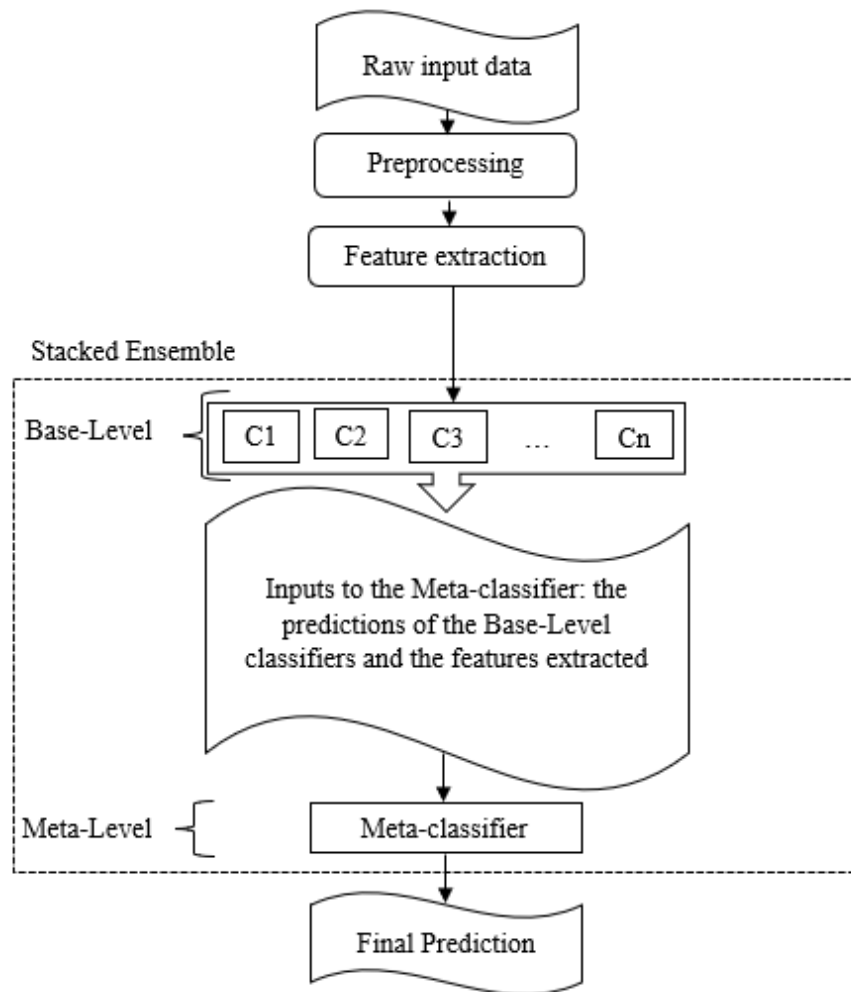 Raw input data
Preprocessing
Feature extraction
Stacked Ensemble
Base-Level
C1 C2 C3 … Cn
Inputs to the Meta-classifier: the
predictions of the Base-Level
classifiers and the features extracted
Meta-Level
Meta-classifier
Final Prediction